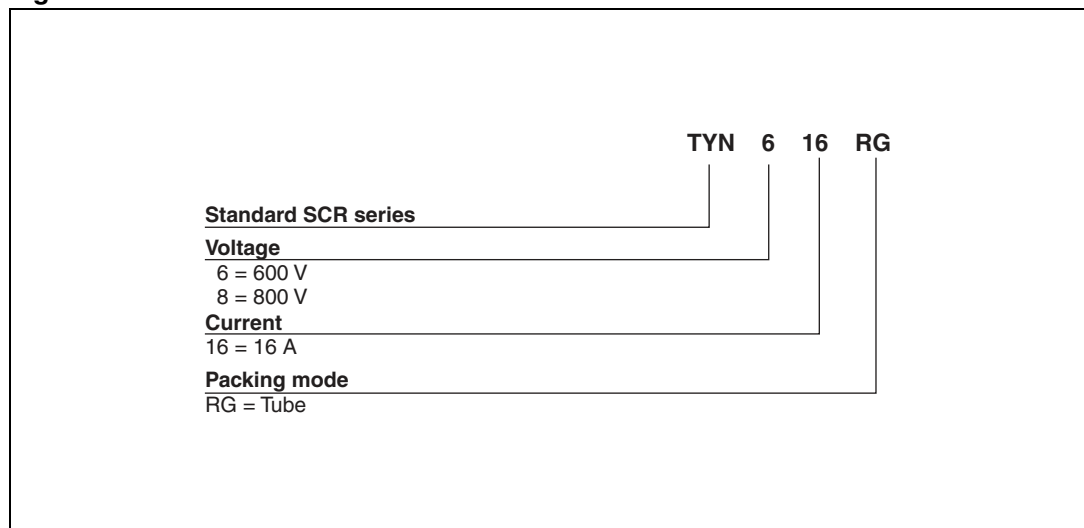 TYN 6 16 RG
Standard SCR series
Voltage
6 = 600 V
8 = 800 V
Current
16 = 16 A
Packing mode
RG = Tube